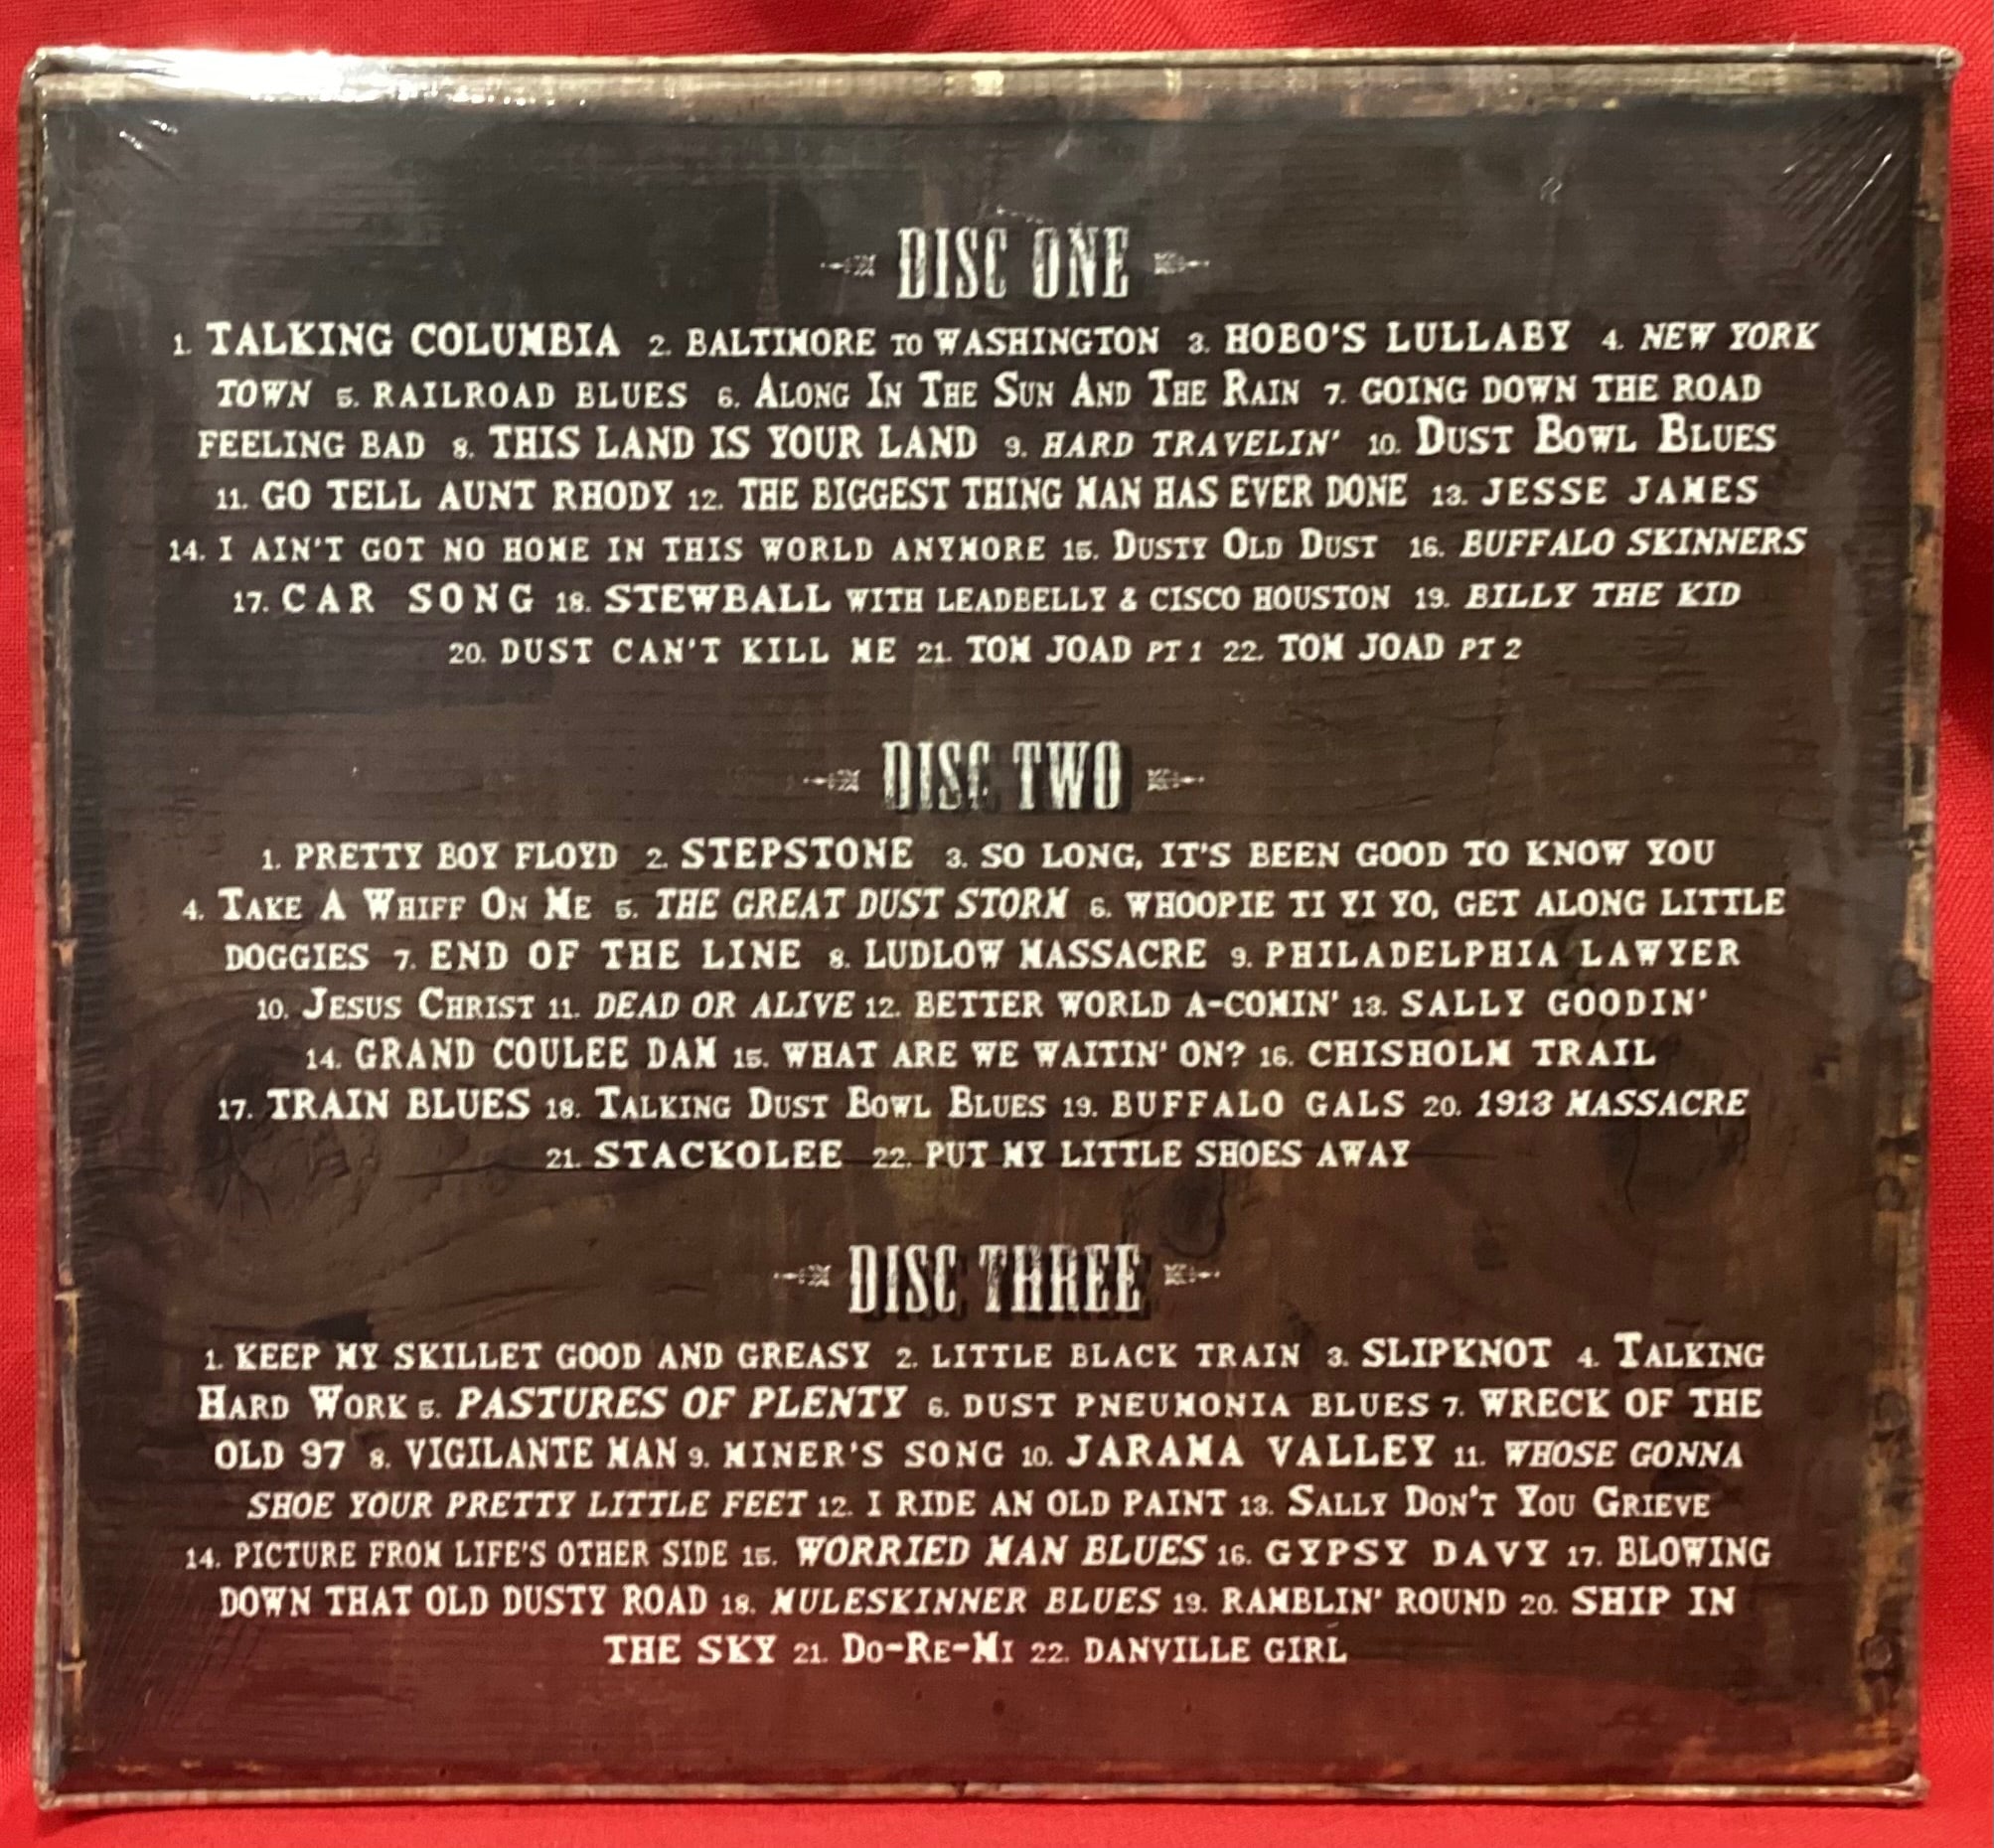 DISC ONE
1. TALKING COLUMBIA 2. BALTIMORE TO WASHINGTON 3. HOBO'S LULLABY 4. NEW YORK
TOWN 5. RAILROAD BLUES 6. ALONG IN THE SUN AND THE RAIN 7. GOING DOWN THE ROAD
FEELING BAD 8. THIS LAND IS YOUR LAND 9. HARD TRAVELIN' 10. DUST BOWL BLUES
11. GO TELL AUNT RHODY 12. THE BIGGEST THING MAN HAS EVER DONE 13. JESSE JAMES
14. I AIN'T GOT NO HOME IN THIS WORLD ANYMORE 15. DUSTY OLD DUST 16. BUFFALO SKINNERS
17. CAR SONG 18. STEWBALL WITH LEADBELLY & CISCO HOUSTON 19. BILLY THE KID
20. DUST CAN'T KILL ME 21. TOM JOAD PT 1 22. TOM JOAD PT 2
DISC TWO
1. PRETTY BOY FLOYD 2. STEPSTONE 3. SO LONG, IT'S BEEN GOOD TO KNOW YOU
4. TAKE A WHIFF ON ME 5. THE GREAT DUST STORM 6. WHOOPIE TI YI YO, GET ALONG LITTLE
DOGGIES 7. END OF THE LINE 8. LUDLOW MASSACRE 9. PHILADELPHIA LAWYER
10. JESUS CHRIST 11. DEAD OR ALIVE 12. BETTER WORLD A-COMIN' 13. SALLY GOODIN'
14. GRAND COULEE DAM 15. WHAT ARE WE WAITIN' ON? 16. CHISHOLM TRAIL
17. TRAIN BLUES 18. TALKING DUST BOWL BLUES 19. BUFFALO GALS 20. 1913 MASSACRE
21. STACKOLEE 22. PUT MY LITTLE SHOES AWAY
DISC THREE
1. KEEP MY SKILLET GOOD AND GREASY 2. LITTLE BLACK TRAIN 3. SLIPKNOT 4. TALKING
HARD WORK 5. PASTURES OF PLENTY 6. DUST PNEUMONIA BLUES 7. WRECK OF THE
OLD 97 8. VIGILANTE MAN 9. MINER'S SONG 10. JARAMA VALLEY 11. WHOSE GONNA
SHOE YOUR PRETTY LITTLE FEET 12. I RIDE AN OLD PAINT 13. SALLY DON'T YOU GRIEVE
14. PICTURE FROM LIFE'S OTHER SIDE 15. WORRIED MAN BLUES 16. GYPSY DAVY 17. BLOWING
DOWN THAT OLD DUSTY ROAD 18. MULESKINNER BLUES 19. RAMBLIN' ROUND 20. SHIP IN
THE SKY 21. DO-RE-MI 22. DANVILLE GIRL